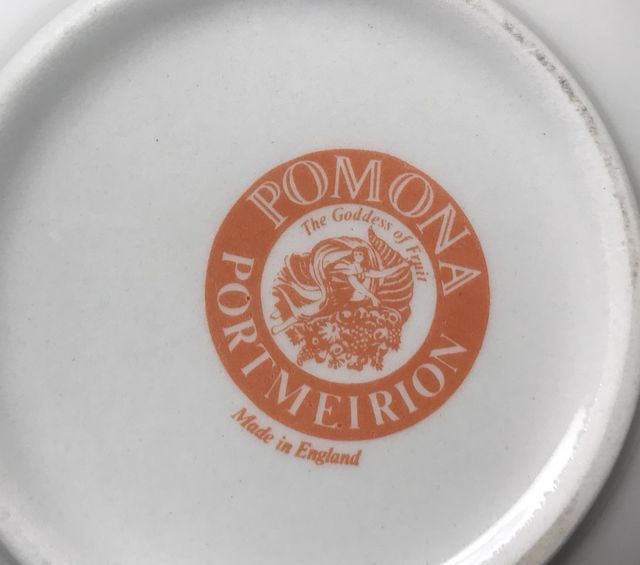 POMONA
The Goddess of Fruit
PORTMEIRION
Made in England